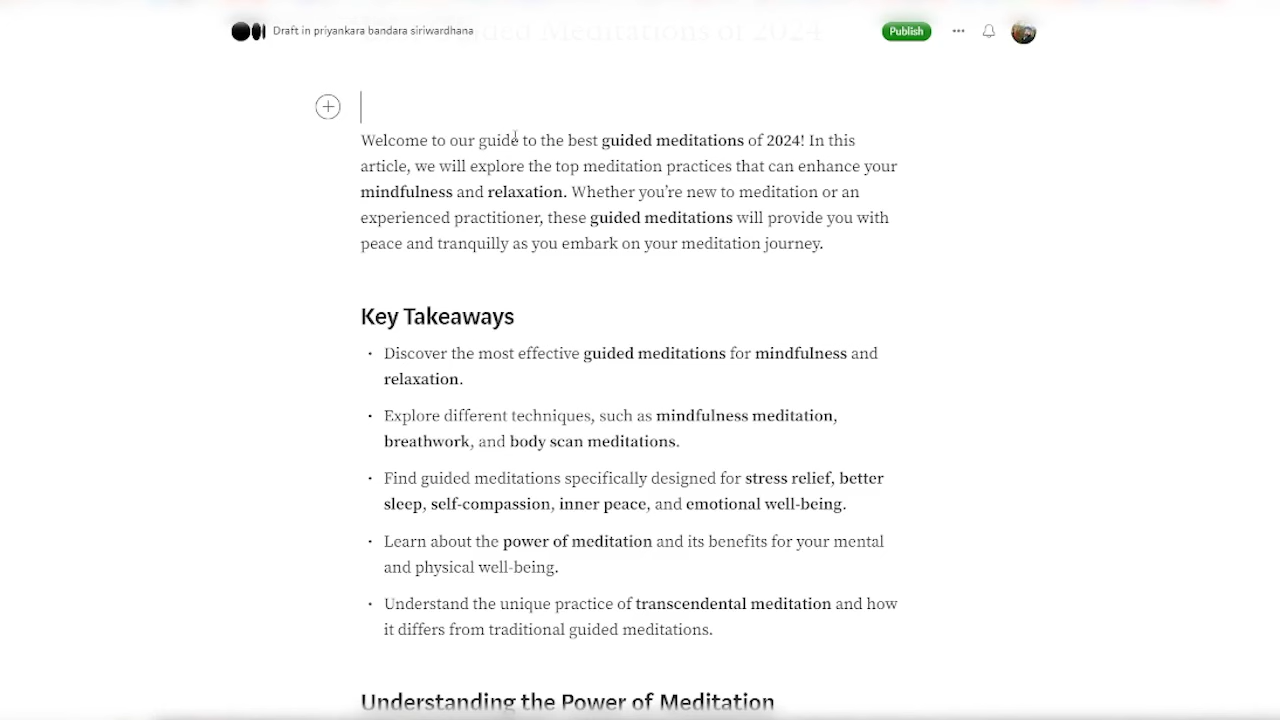 Draft in priyankara bandara siriwardhana
Publish
ded Meditations of 2024
Welcome to our guide to the best guided meditations of 2024! In this
article, we will explore the top meditation practices that can enhance your
mindfulness and relaxation. Whether you're new to meditation or an
experienced practitioner, these guided meditations will provide you with
peace and tranquilly as you embark on your meditation journey.
Key Takeaways
• Discover the most effective guided meditations for mindfulness and
relaxation.
• Explore different techniques, such as mindfulness meditation,
breathwork, and body scan meditations.
• Find guided meditations specifically designed for stress relief, better
sleep, self-compassion, inner peace, and emotional well-being.
• Learn about the power of meditation and its benefits for your mental
and physical well-being.
• Understand the unique practice of transcendental meditation and how
it differs from traditional guided meditations.
Understanding the Power of Meditation